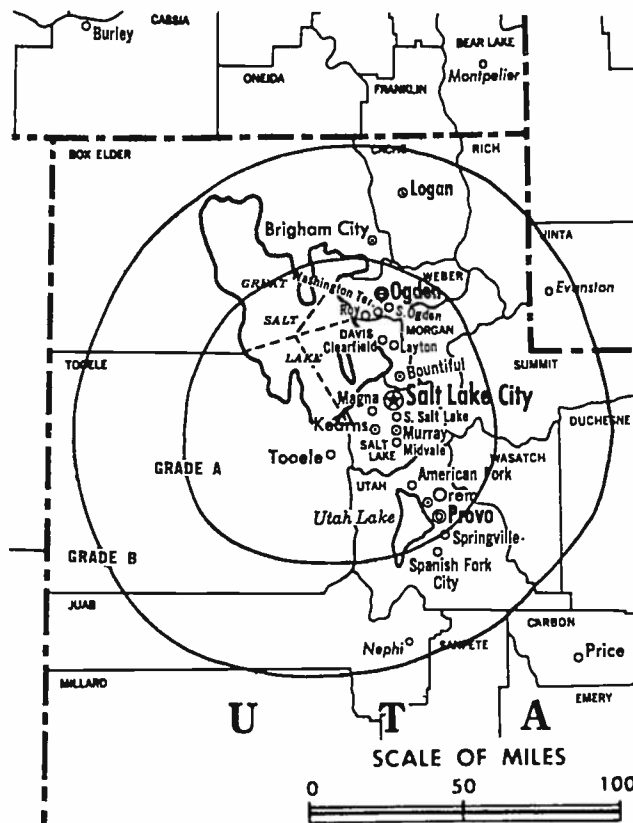 CASSIA
Burley
BEAR LAKE
Montpelier
ONEIDA
FRANKLIN
BOX ELDER
CACHE
RICH
Logan
Brigham City
UINTA
WEBER
GREAT
Washington Ter.
Ogden
Evanston
Roy
S. Ogden
SALT
MORGAN
DAVIS
Clearfield
Layton
LAKE
TOOELE
SUMMIT
Bountiful
Salt Lake City
Magna
DUCHESNE
S. Salt Lake
Kearns
Murray
SALT LAKE
Midvale
WASATCH
Tooele
GRADE A
American Fork
UTAH
Orem
Utah Lake
Provo
Springville
GRADE B
Spanish Fork City
JUAB
CARBON
Nephi
SANPETE
Price
MILLARD
EMERY
U T A
SCALE OF MILES
0 50 100